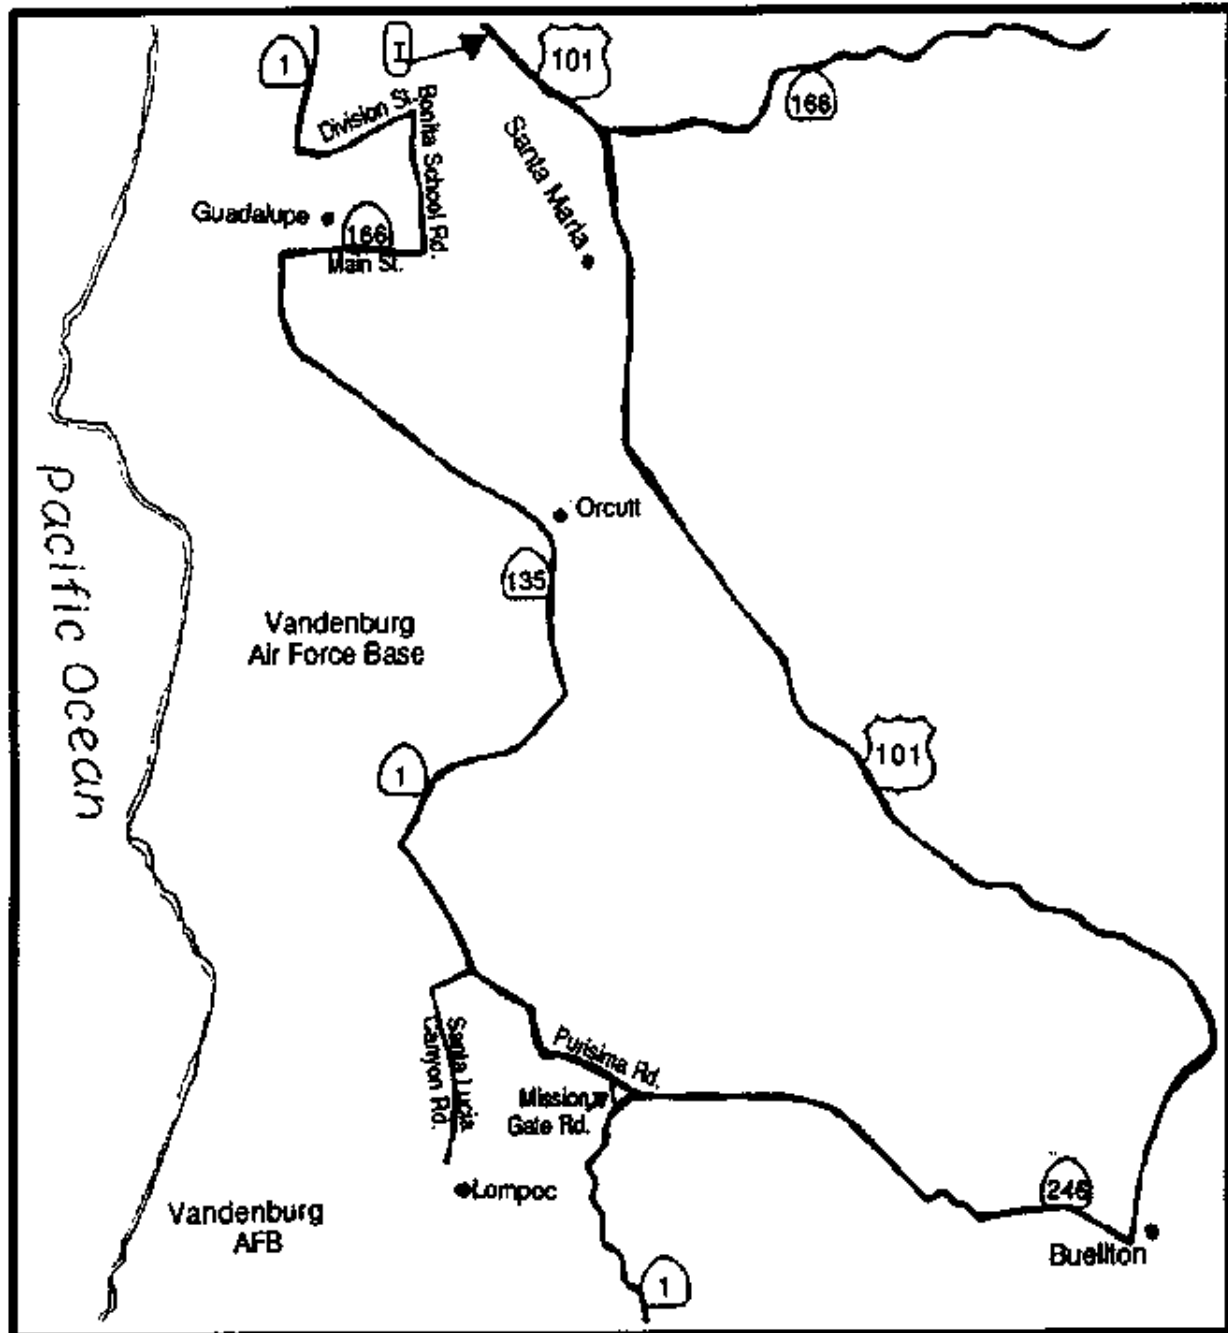 1
I
101
166
Division St.
Bonita School Rd.
Santa Maria
Guadalupe
166
Main St.
Orcutt
135
Pacific Ocean
Vandenburg
Air Force Base
101
1
Santa Lucia
Canyon Rd.
Purisima Rd.
Mission
Gate Rd.
Lompoc
246
Vandenburg
AFB
Buellton
1